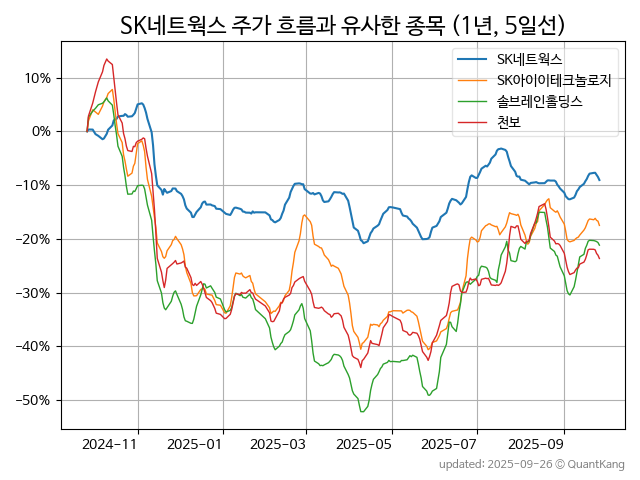 SK네트웍스 주가 흐름과 유사한 종목 (1년, 5일선)
SK네트웍스
SK아이이테크놀로지
솔브레인홀딩스
천보
10%
0%
−10%
−20%
−30%
−40%
−50%
2024−11
2025−01
2025−03
2025−05
2025−07
2025−09
updated: 2025-09-26 © QuantKang